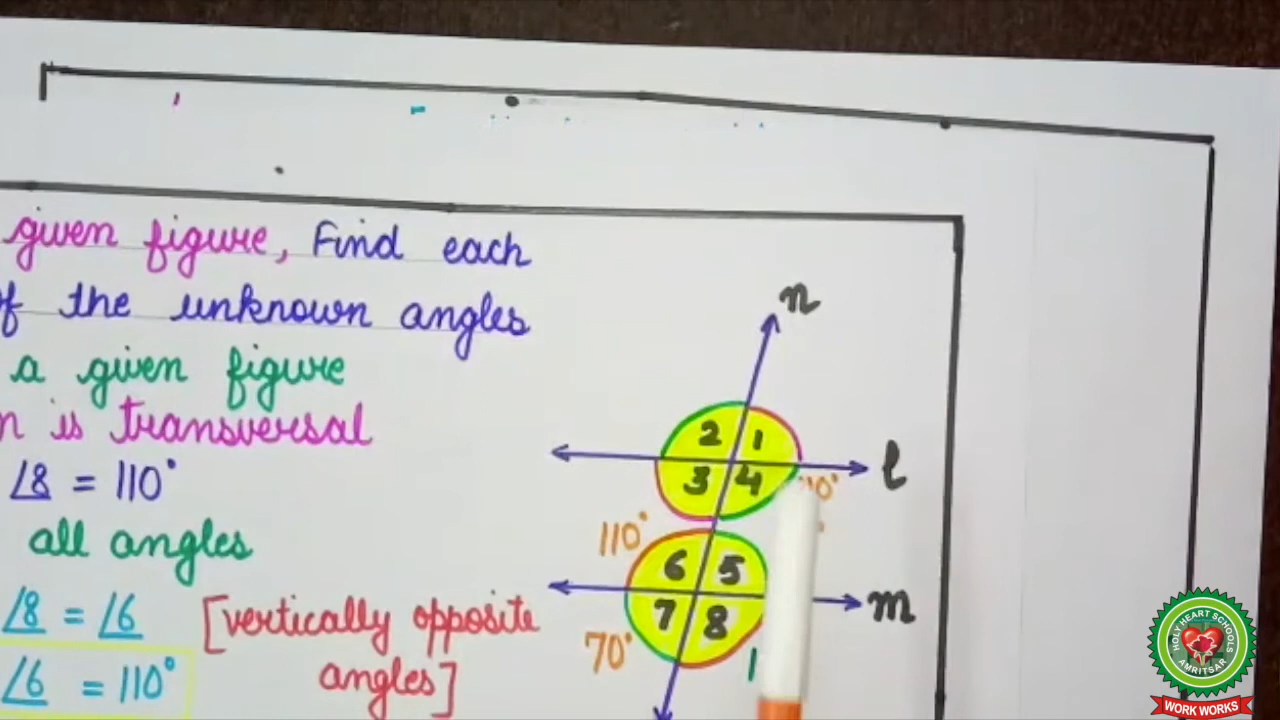 given figure, Find each
of the unknown angles
a given figure
n is transversal
∠8 = 110°
all angles
∠8 = ∠6 [vertically opposite
angles]
∠6 = 110°
n
2 1
l
3 4
110°
6 5
m
7 8
70°
HOLY HEART SCHOOLS
AMRITSAR
WORK WORKS